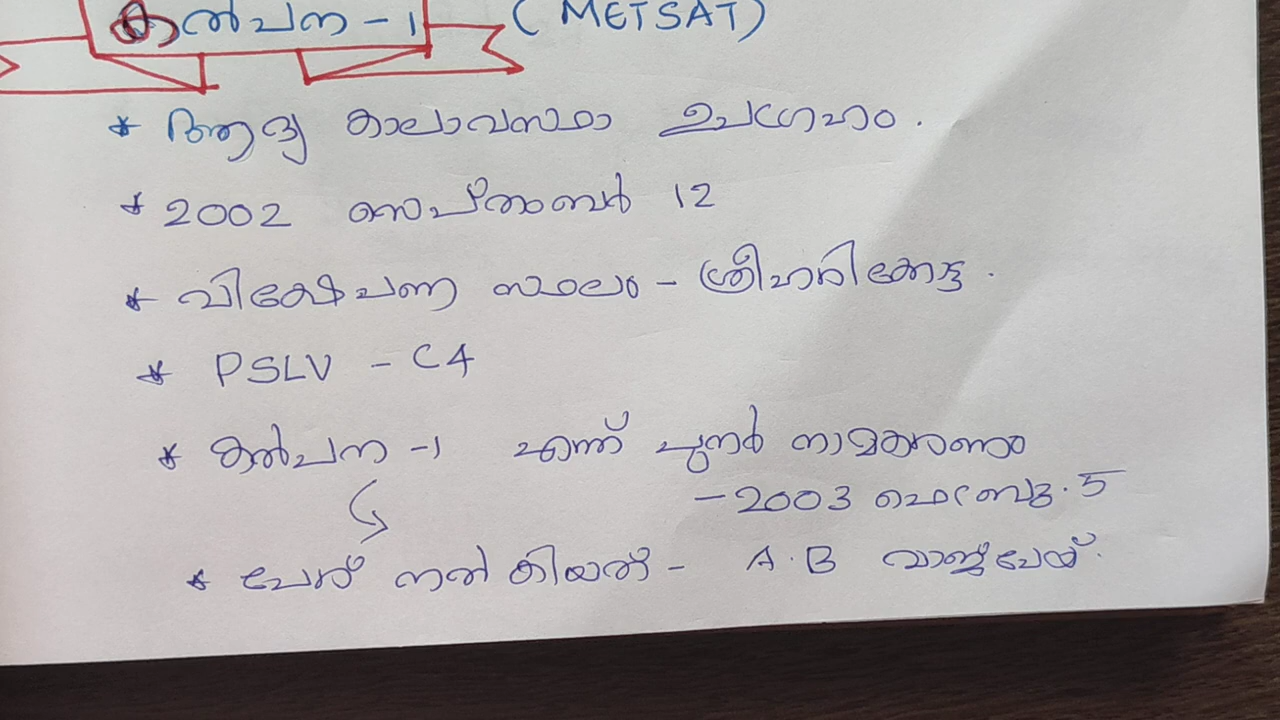 കൽപന -1 (METSAT)
* ആദ്യ കാലാവസ്ഥാ ഉപഗ്രഹം.
* 2002 സെപ്തംബർ 12
* വിക്ഷേപണ സ്ഥലം - ശ്രീഹരിക്കോട്ട.
* PSLV - C4
* കൽപന -1 എന്ന് പുനർ നാമകരണം
- 2003 ഫെബ്രു. 5
* പേര് നൽകിയത് - A.B വാജ്പേയ്.